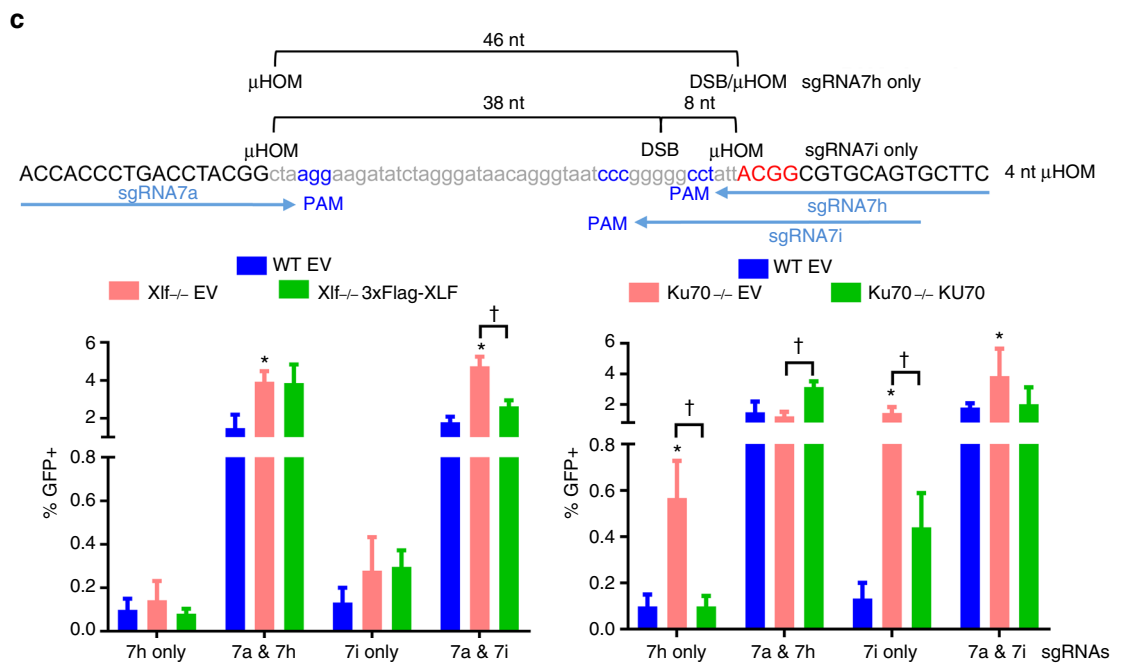 c
46 nt
μHOM DSB/μHOM sgRNA7h only
38 nt 8 nt
μHOM DSB μHOM sgRNA7i only
ACCACCCTGACCTACGGctaaggaagatatctagggataacagggtaatcccgggggcctattACGGCGTGCAGTGCTTC 4 nt μHOM
sgRNA7a PAM PAM sgRNA7h
PAM sgRNA7i
WT EV
Xlf–/– EV Xlf–/– 3xFlag-XLF
% GFP+
6
4
2
0.8
0.6
0.4
0.2
0.0
* * †
7h only 7a & 7h 7i only 7a & 7i
WT EV
Ku70 –/– EV Ku70 –/– KU70
% GFP+
6
4
2
0.8
0.6
0.4
0.2
0.0
* † † * † *
7h only 7a & 7h 7i only 7a & 7i sgRNAs